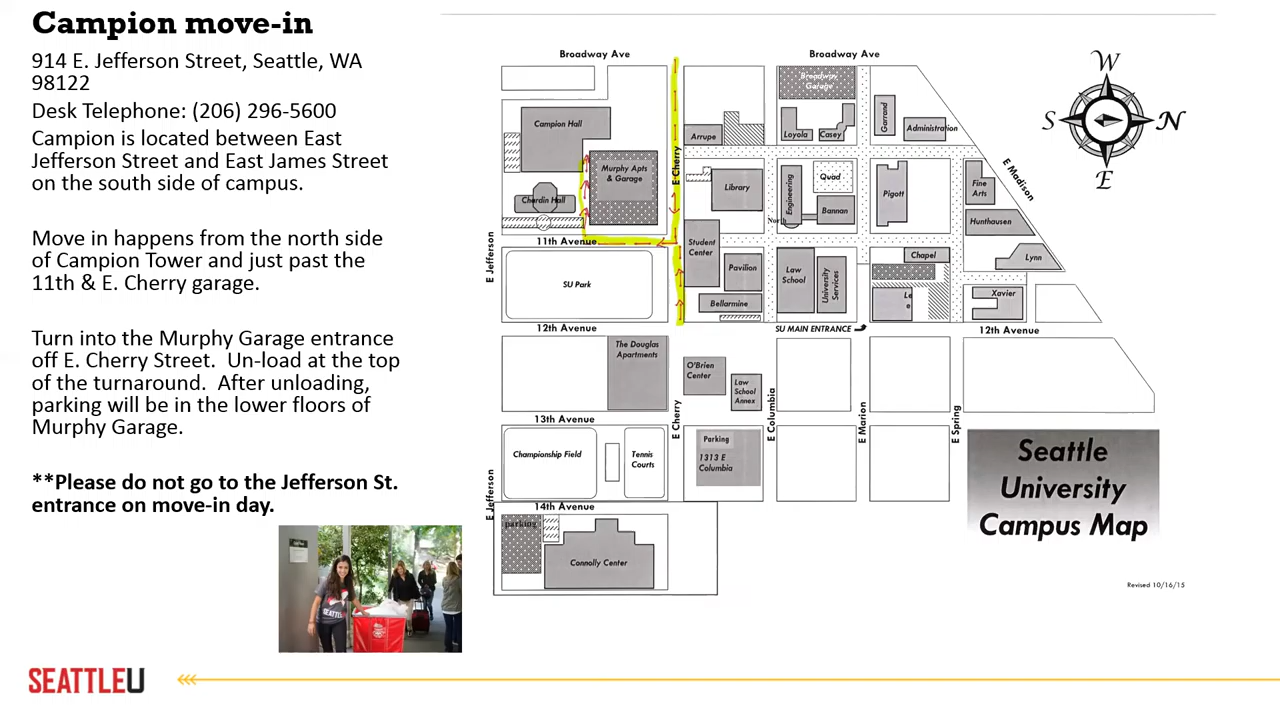 Campion move-in
914 E. Jefferson Street, Seattle, WA
98122
Desk Telephone: (206) 296-5600
Campion is located between East
Jefferson Street and East James Street
on the south side of campus.
Move in happens from the north side
of Campion Tower and just past the
11th & E. Cherry garage.
Turn into the Murphy Garage entrance
off E. Cherry Street.  Un-load at the top
of the turnaround.  After unloading,
parking will be in the lower floors of
Murphy Garage.
**Please do not go to the Jefferson St.
entrance on move-in day.
SEATTLEU
Broadway Ave
Broadway Ave
Broadway
Garage
Campion Hall
Arrupe
Loyola
Casey
Garrand
Administration
E Cherry
Murphy Apts
& Garage
Chardin Hall
Library
Engineering
Quad
Bannan
North
Pigott
Fine
Arts
Hunthausen
E Madison
W
S
N
E
11th Avenue
E Jefferson
SU Park
Student
Center
Pavilion
Bellarmine
Law
School
University
Services
Chapel
Le
e
Lynn
Xavier
12th Avenue
SU MAIN ENTRANCE
12th Avenue
The Douglas
Apartments
O'Brien
Center
Law
School
Annex
E Cherry
E Columbia
E Marion
E Spring
13th Avenue
Championship Field
Tennis
Courts
Parking
1313 E
Columbia
E Jefferson
14th Avenue
parking
Connolly Center
Seattle
University
Campus Map
Revised 10/16/15